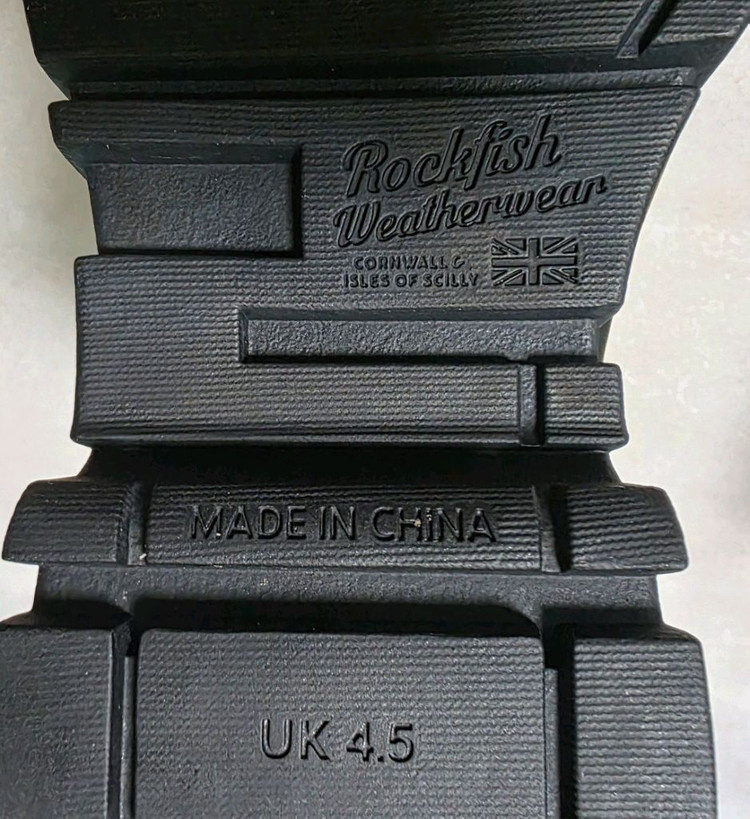 Rockfish
Weatherwear
CORNWALL &
ISLES OF SCILLY
MADE IN CHINA
UK 4.5